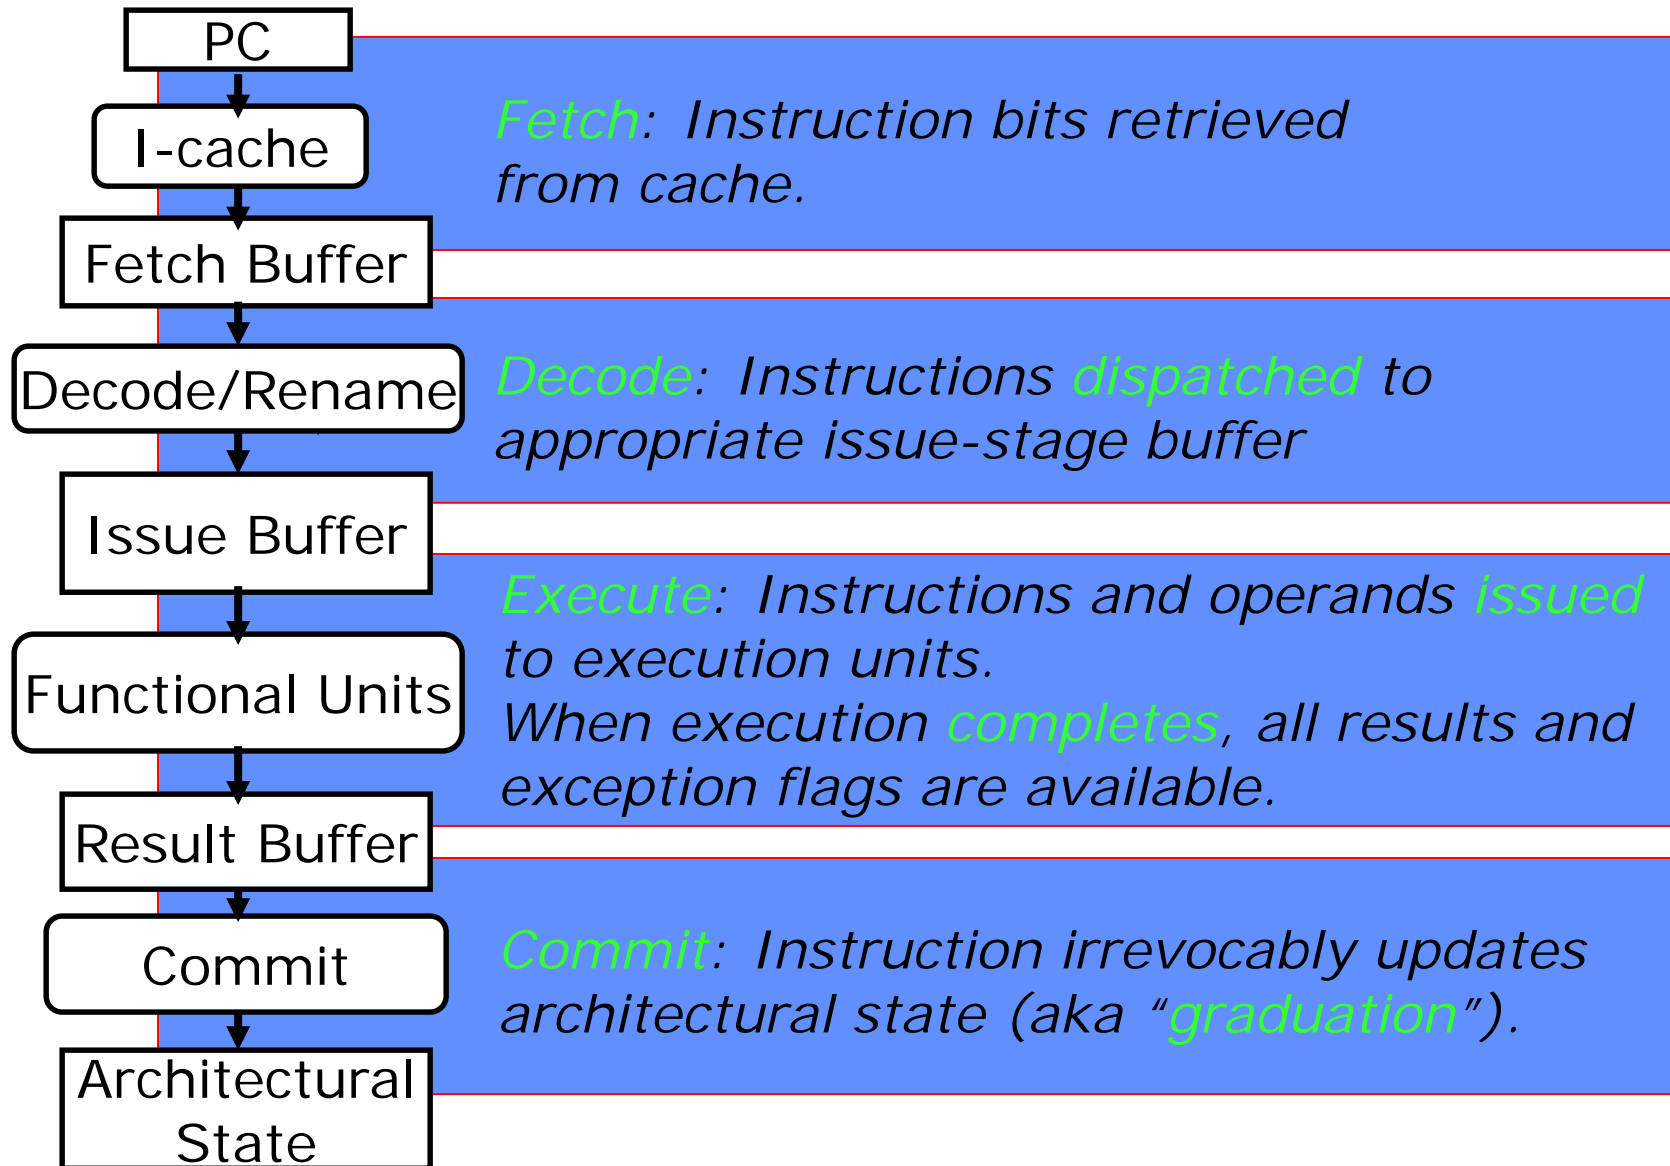 PC
I-cache
Fetch: Instruction bits retrieved
from cache.
Fetch Buffer
Decode/Rename
Decode: Instructions dispatched to
appropriate issue-stage buffer
Issue Buffer
Execute: Instructions and operands issued
to execution units.
When execution completes, all results and
exception flags are available.
Functional Units
Result Buffer
Commit
Commit: Instruction irrevocably updates
architectural state (aka “graduation”).
Architectural
State